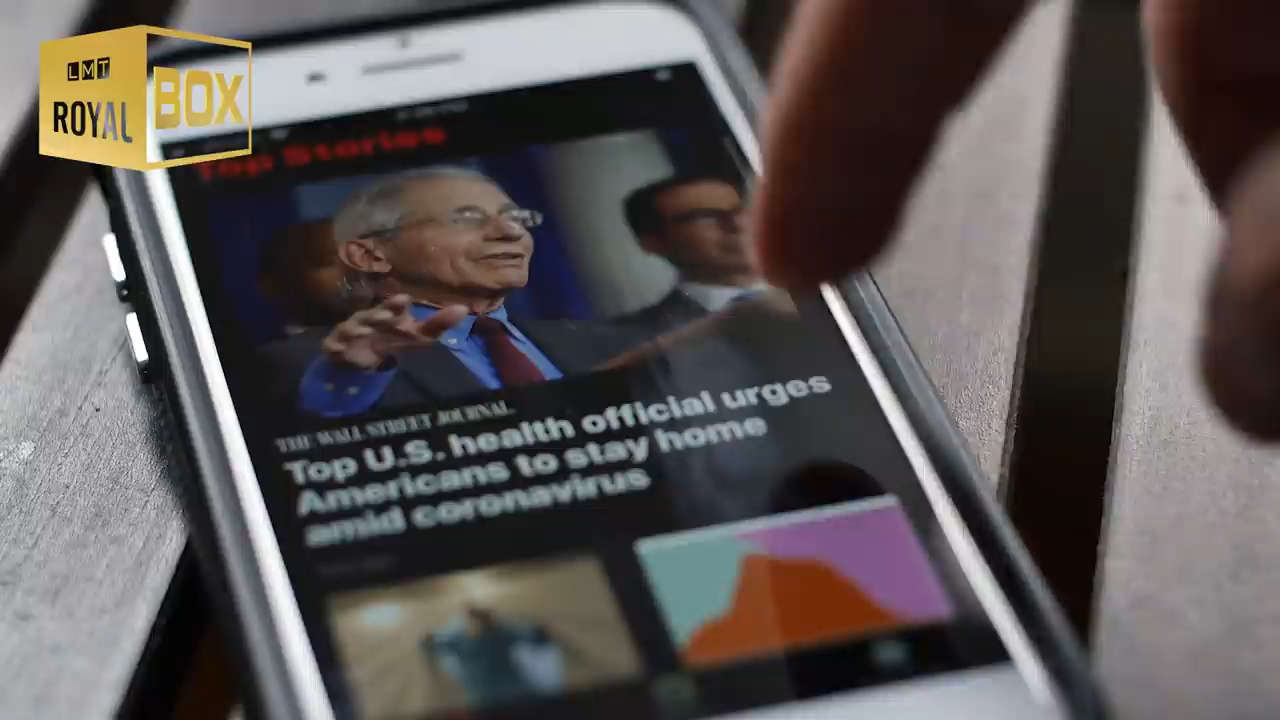 LMT
ROYAL
BOX
Top Stories
THE WALL STREET JOURNAL.
Top U.S. health official urges
Americans to stay home
amid coronavirus